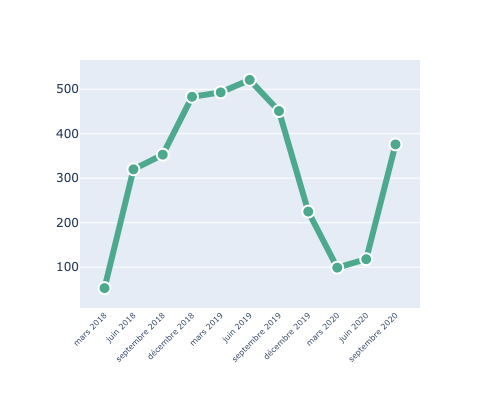 500
400
300
200
100
mars 2018
juin 2018
septembre 2018
décembre 2018
mars 2019
juin 2019
septembre 2019
décembre 2019
mars 2020
juin 2020
septembre 2020